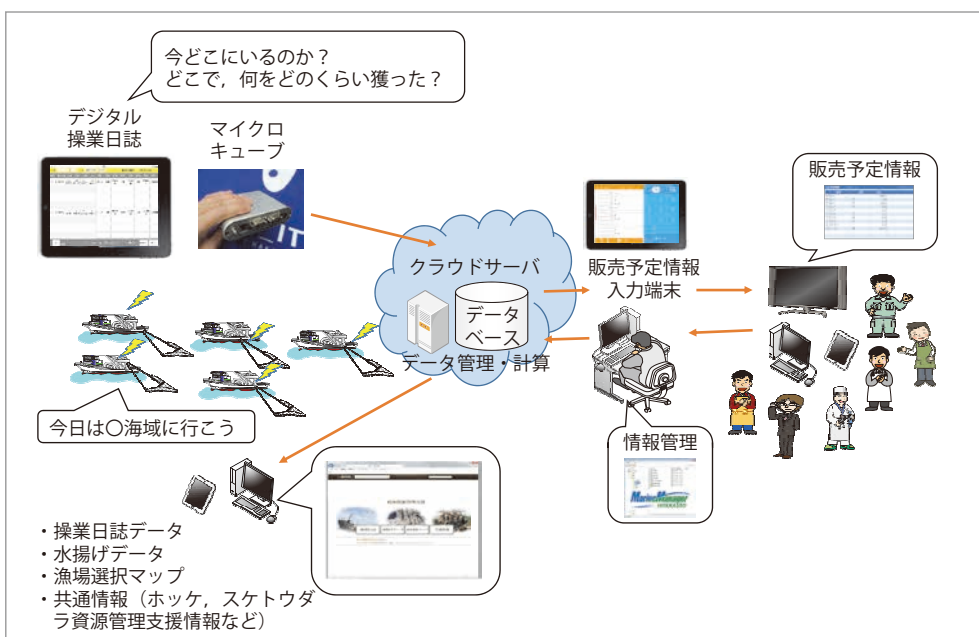 今どこにいるのか？
どこで，何をどのくらい獲った？
デジタル
操業日誌
マイクロ
キューブ
IT
販売予定情報
クラウドサーバ
データ
ベース
データ管理・計算
販売予定情報
入力端末
今日は〇海域に行こう
情報管理
MarineManager
・操業日誌データ
・水揚げデータ
・漁場選択マップ
・共通情報（ホッケ，スケトウダ
ラ資源管理支援情報など）